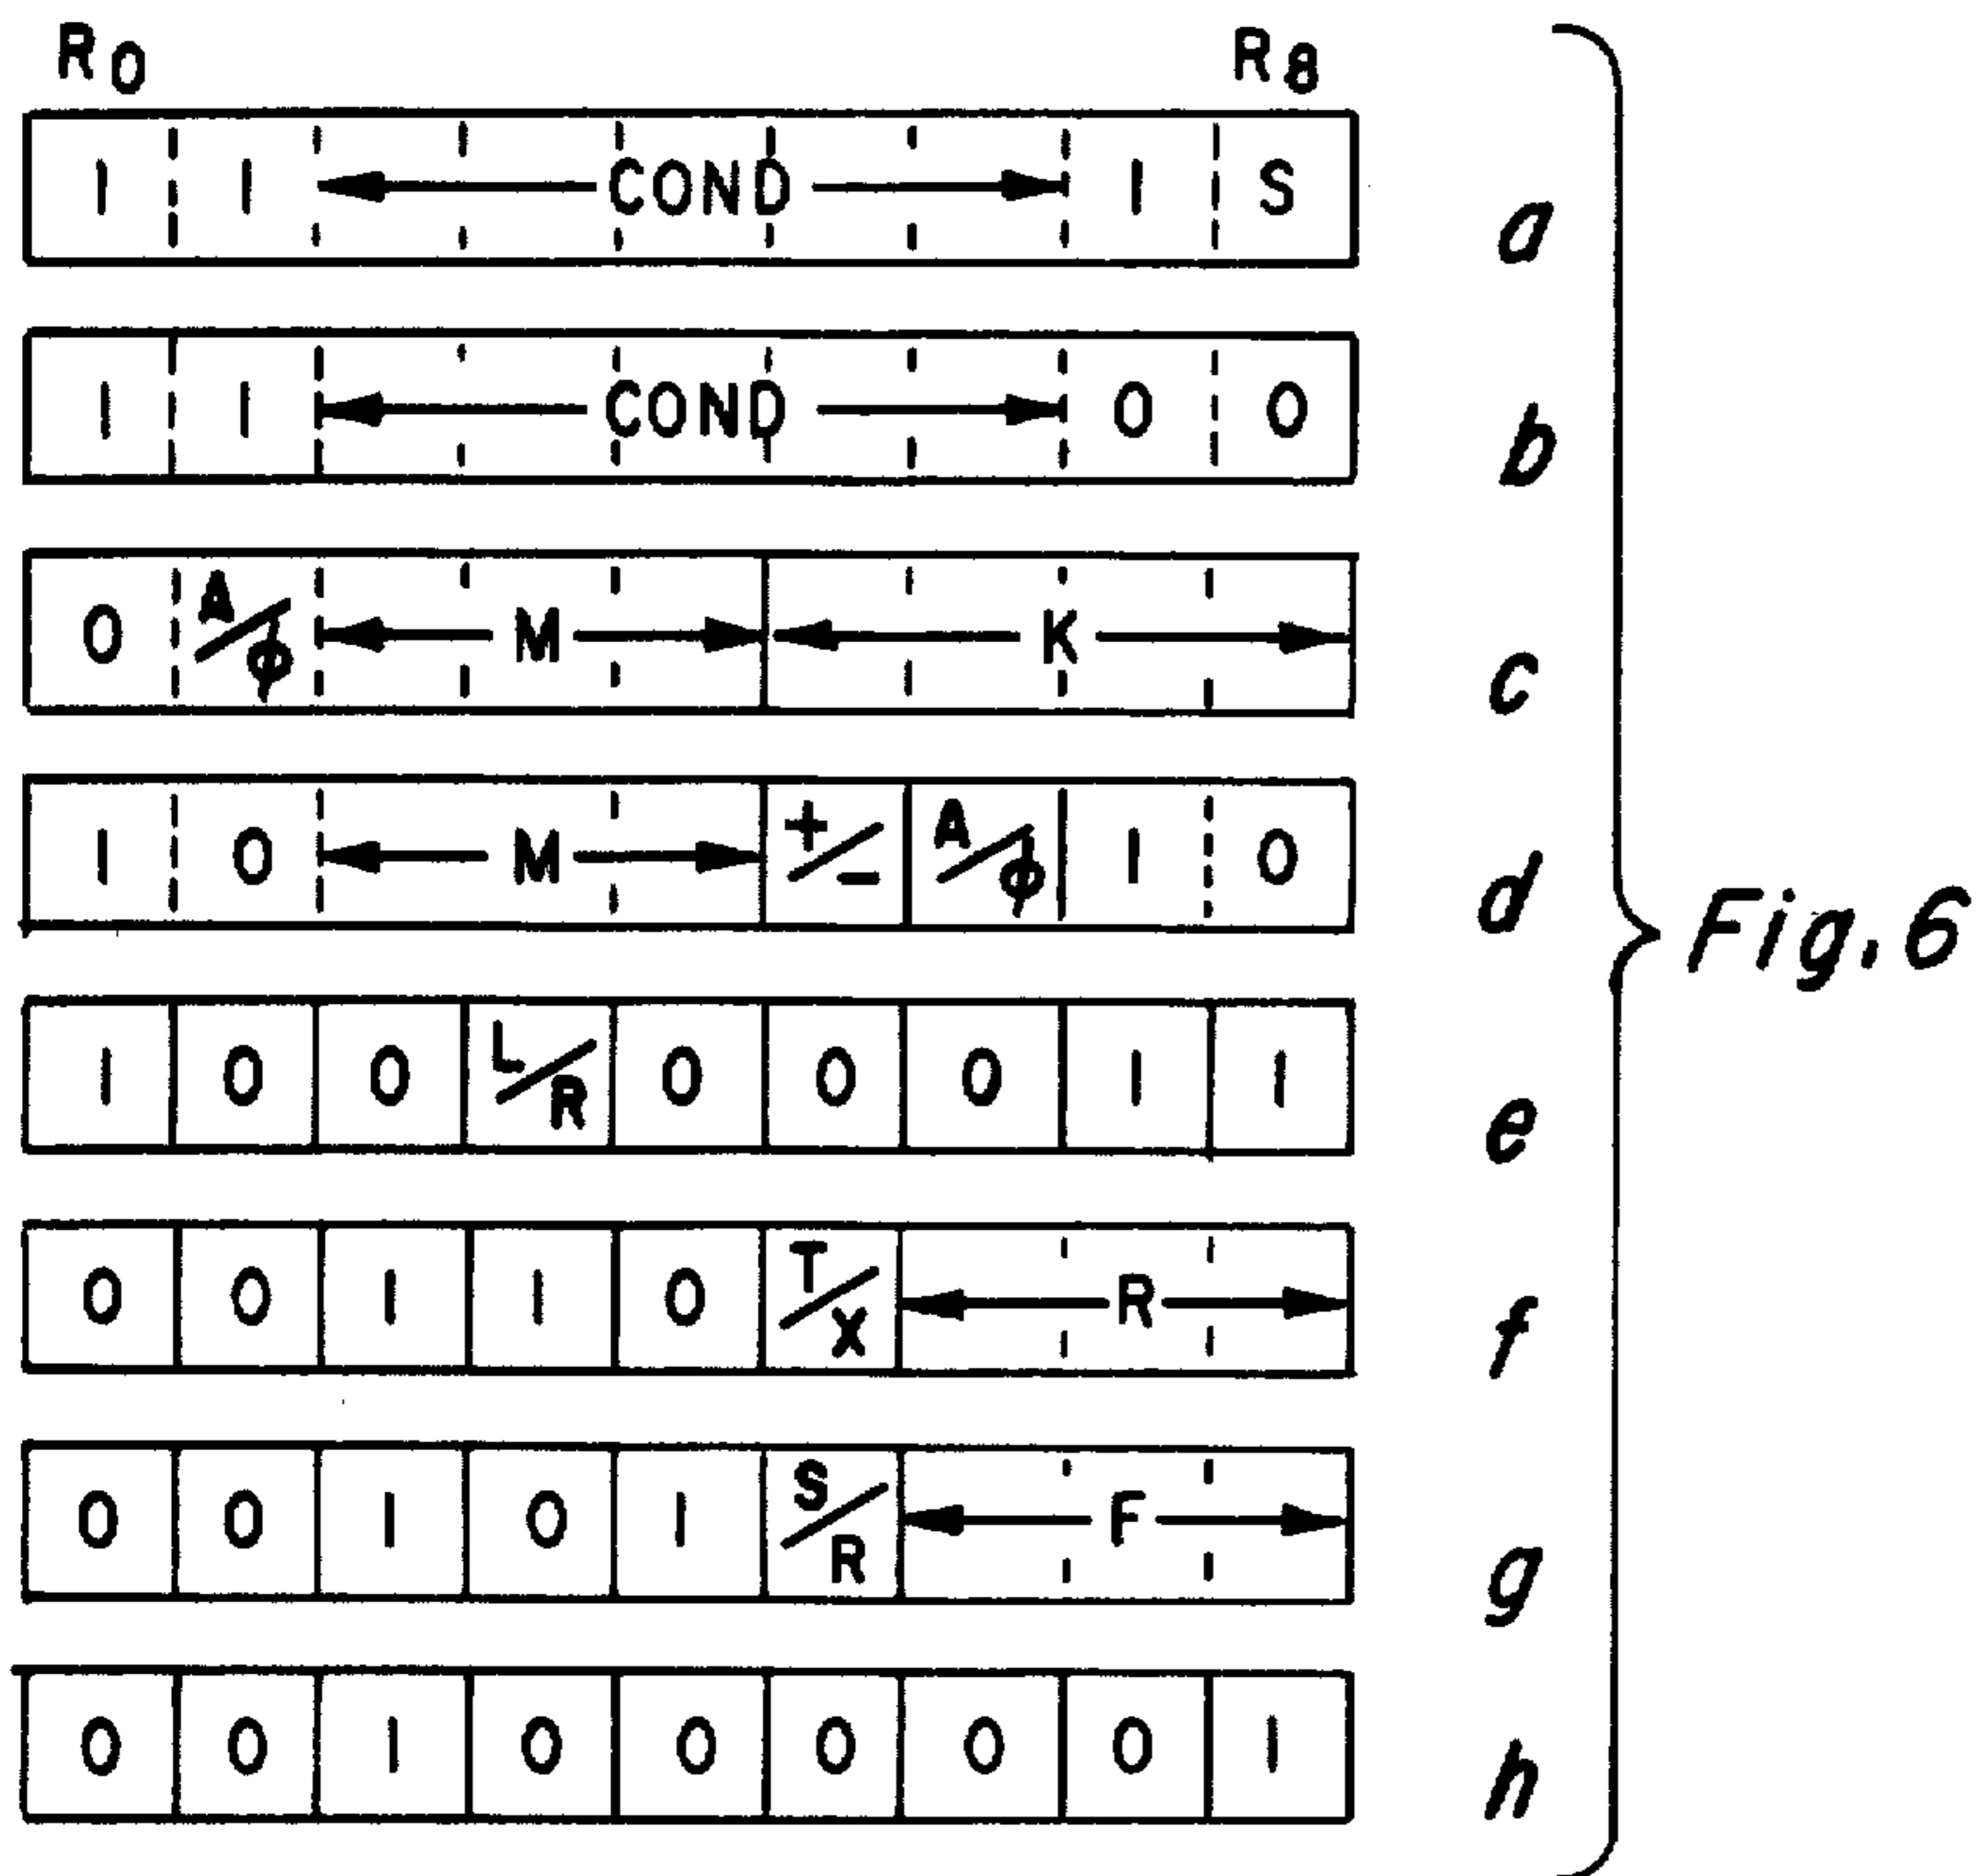 R0 R8
1 1 COND 1 S a
1 1 COND 0 0 b
0 A/ϕ M K c
1 0 M +/- A/ϕ 1 0 d
Fig. 6
1 0 0 L/R 0 0 0 1 1 e
0 0 1 1 0 T/X R f
0 0 1 0 1 S/R F g
0 0 1 0 0 0 0 0 1 h